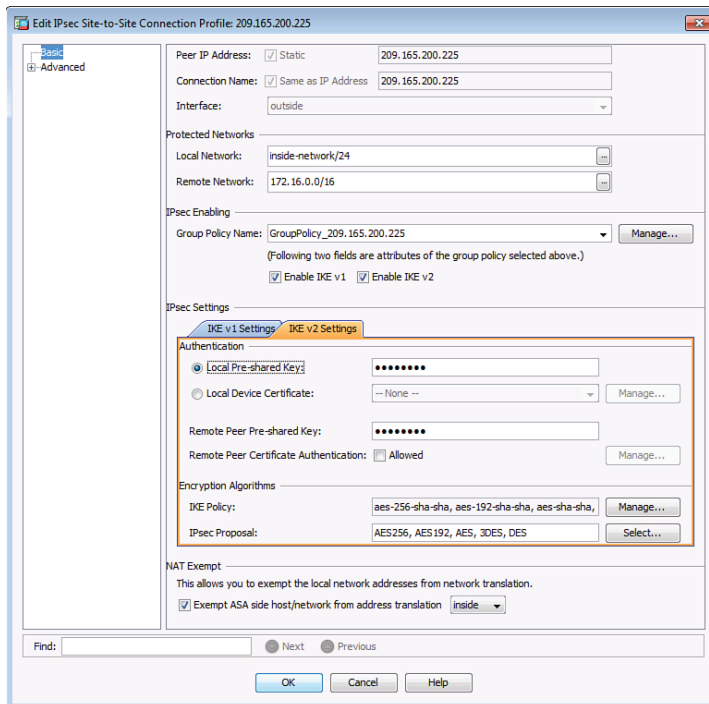 Edit IPsec Site-to-Site Connection Profile: 209.165.200.225
Basic
Advanced
Peer IP Address: Static 209.165.200.225
Connection Name: Same as IP Address 209.165.200.225
Interface: outside
Protected Networks
Local Network: inside-network/24 ...
Remote Network: 172.16.0.0/16 ...
IPsec Enabling
Group Policy Name: GroupPolicy_209.165.200.225 Manage...
(Following two fields are attributes of the group policy selected above.)
Enable IKE v1 Enable IKE v2
IPsec Settings
IKE v1 Settings IKE v2 Settings
Authentication
Local Pre-shared Key: ••••••••
Local Device Certificate: -- None -- Manage...
Remote Peer Pre-shared Key: ••••••••
Remote Peer Certificate Authentication: Allowed Manage...
Encryption Algorithms
IKE Policy: aes-256-sha-sha, aes-192-sha-sha, aes-sha-sha, Manage...
IPsec Proposal: AES256, AES192, AES, 3DES, DES Select...
NAT Exempt
This allows you to exempt the local network addresses from network translation.
Exempt ASA side host/network from address translation inside
Find: Next Previous
OK Cancel Help